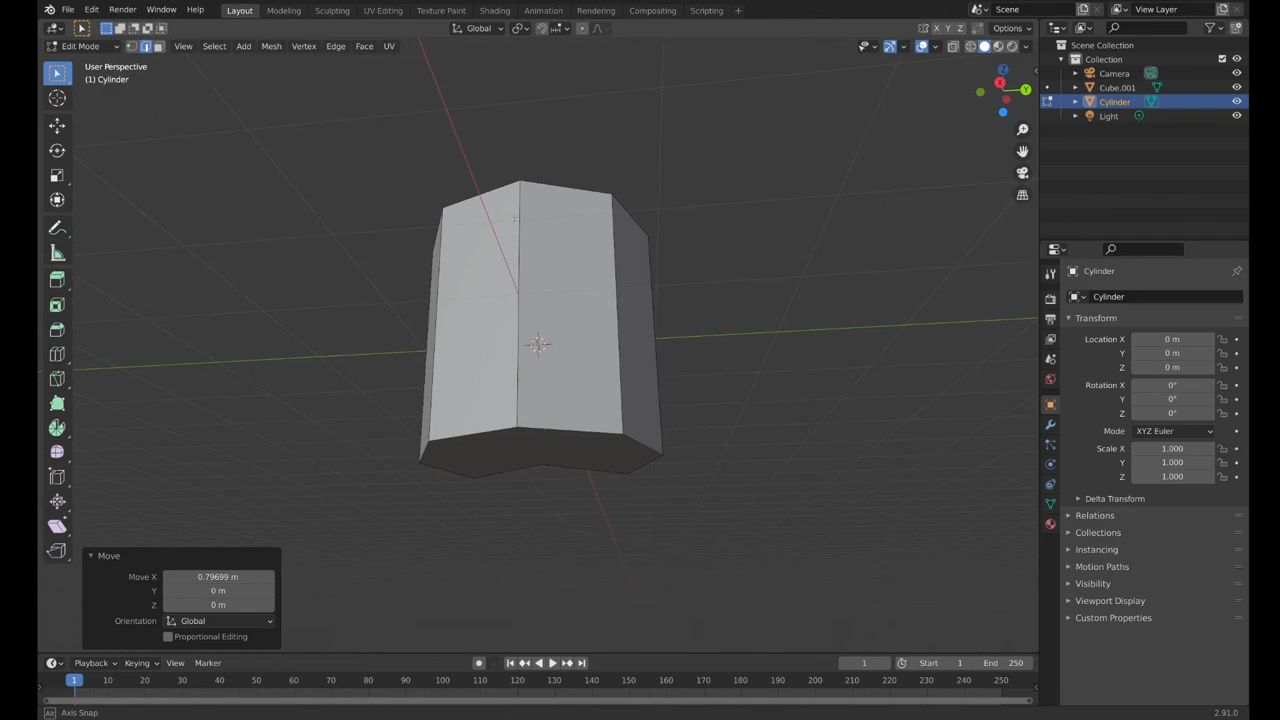 File Edit Render Window Help Layout Modeling Sculpting UV Editing Texture Paint Shading Animation Rendering Compositing Scripting + Scene View Layer
Global X Y Z Options
Edit Mode View Select Add Mesh Vertex Edge Face UV
User Perspective
(1) Cylinder
Z
X
Y
Scene Collection
Collection
Camera
Cube.001
Cylinder
Light
Cylinder
Cylinder
Transform
Location X 0 m
Y 0 m
Z 0 m
Rotation X 0°
Y 0°
Z 0°
Mode XYZ Euler
Scale X 1.000
Y 1.000
Z 1.000
Delta Transform
Relations
Collections
Instancing
Motion Paths
Visibility
Viewport Display
Custom Properties
Move
Move X 0.79699 m
Y 0 m
Z 0 m
Orientation Global
Proportional Editing
Playback Keying View Marker 1 Start 1 End 250
1 10 20 30 40 50 60 70 80 90 100 110 120 130 140 150 160 170 180 190 200 210 220 230 240 250
Alt Axis Snap 2.91.0